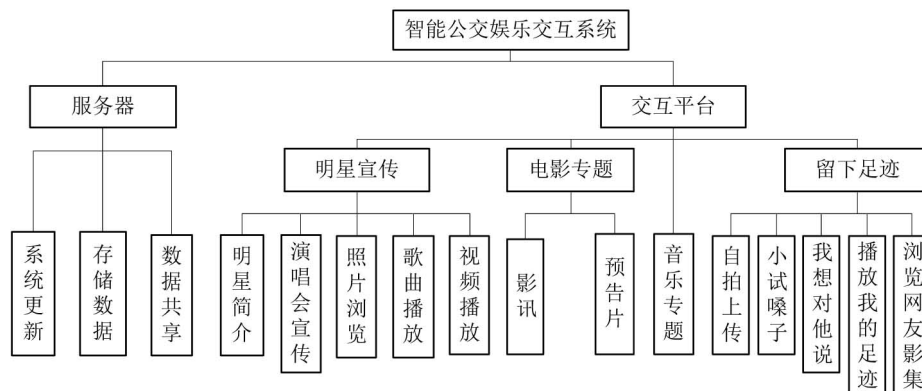 智能公交娱乐交互系统
服务器
交互平台
明星宣传
电影专题
留下足迹
系统更新
存储数据
数据共享
明星简介
演唱会宣传
照片浏览
歌曲播放
视频播放
影讯
预告片
音乐专题
自拍上传
小试嗓子
我想对他说
播放我的足迹
浏览网友影集